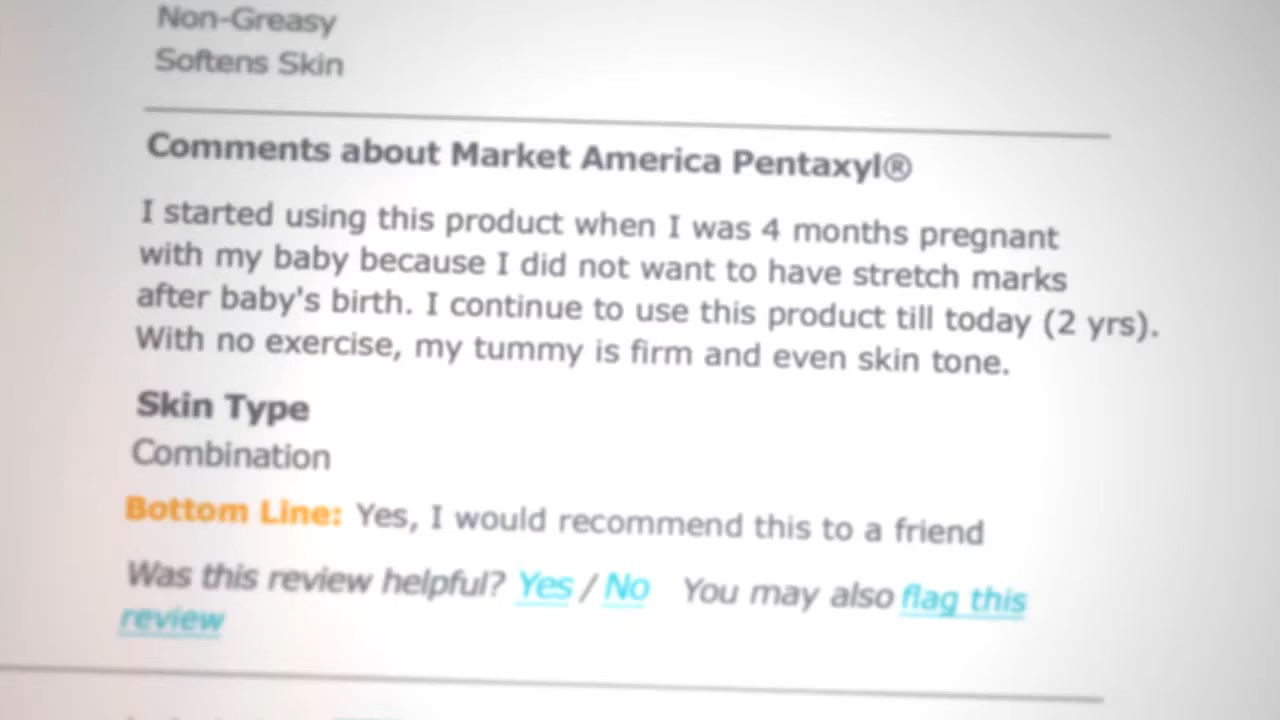 Non-Greasy
Softens Skin
Comments about Market America Pentaxyl®
I started using this product when I was 4 months pregnant
with my baby because I did not want to have stretch marks
after baby's birth. I continue to use this product till today (2 yrs).
With no exercise, my tummy is firm and even skin tone.
Skin Type
Combination
Bottom Line: Yes, I would recommend this to a friend
Was this review helpful? Yes / No You may also flag this
review